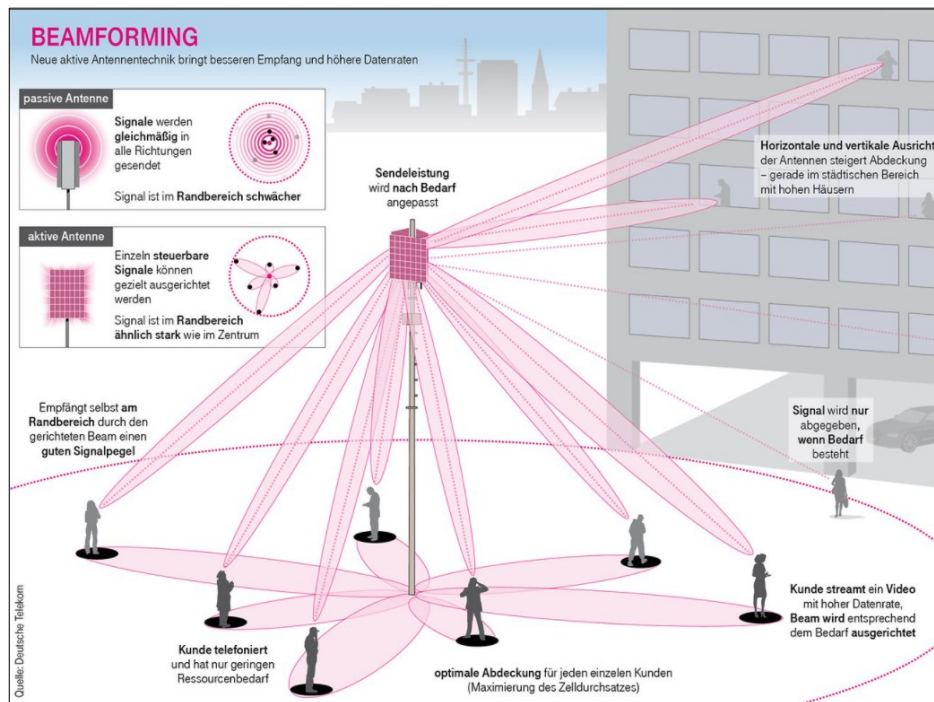 BEAMFORMING
Neue aktive Antennentechnik bringt besseren Empfang und höhere Datenraten
passive Antenne
Signale werden
gleichmäßig in
alle Richtungen
gesendet
Signal ist im Randbereich schwächer
aktive Antenne
Einzeln steuerbare
Signale können
gezielt ausgerichtet
werden
Signal ist im Randbereich
ähnlich stark wie im Zentrum
Sendeleistung
wird nach Bedarf
angepasst
Horizontale und vertikale Ausricht
der Antennen steigert Abdeckung
– gerade im städtischen Bereich
mit hohen Häusern
Empfängt selbst am
Randbereich durch den
gerichteten Beam einen
guten Signalpegel
Signal wird nur
abgegeben,
wenn Bedarf
besteht
Kunde streamt ein Video
mit hoher Datenrate,
Beam wird entsprechend
dem Bedarf ausgerichtet
Kunde telefoniert
und hat nur geringen
Ressourcenbedarf
optimale Abdeckung für jeden einzelnen Kunden
(Maximierung des Zelldurchsatzes)
Quelle: Deutsche Telekom